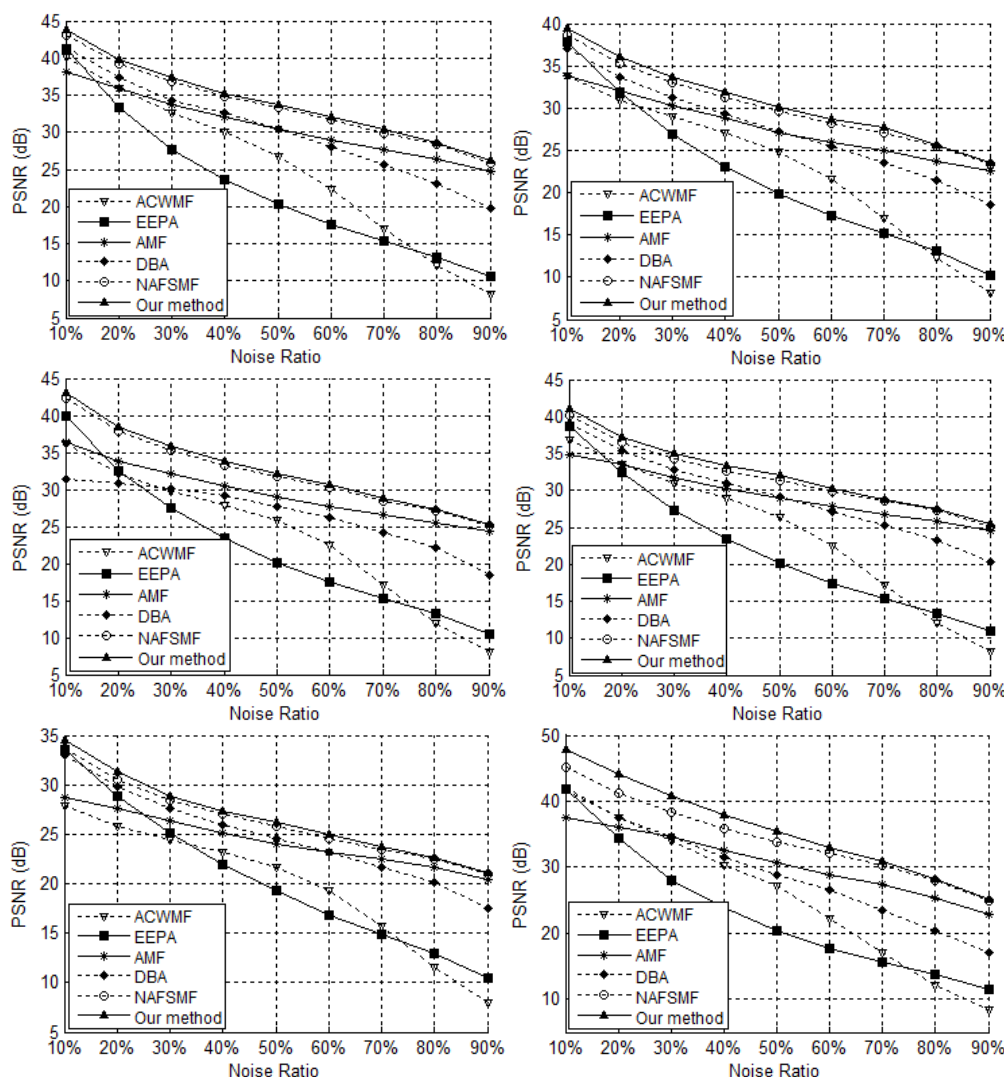 45
40
35
30
25
20
15
10
5
PSNR (dB)
ACWMF
EEPA
AMF
DBA
NAFSMF
Our method
10% 20% 30% 40% 50% 60% 70% 80% 90%
Noise Ratio
40
35
30
25
20
15
10
5
PSNR (dB)
ACWMF
EEPA
AMF
DBA
NAFSMF
Our method
10% 20% 30% 40% 50% 60% 70% 80% 90%
Noise Ratio
45
40
35
30
25
20
15
10
5
PSNR (dB)
ACWMF
EEPA
AMF
DBA
NAFSMF
Our method
10% 20% 30% 40% 50% 60% 70% 80% 90%
Noise Ratio
45
40
35
30
25
20
15
10
5
PSNR (dB)
ACWMF
EEPA
AMF
DBA
NAFSMF
Our method
10% 20% 30% 40% 50% 60% 70% 80% 90%
Noise Ratio
35
30
25
20
15
10
5
PSNR (dB)
ACWMF
EEPA
AMF
DBA
NAFSMF
Our method
10% 20% 30% 40% 50% 60% 70% 80% 90%
Noise Ratio
50
40
30
20
10
PSNR (dB)
ACWMF
EEPA
AMF
DBA
NAFSMF
Our method
10% 20% 30% 40% 50% 60% 70% 80% 90%
Noise Ratio